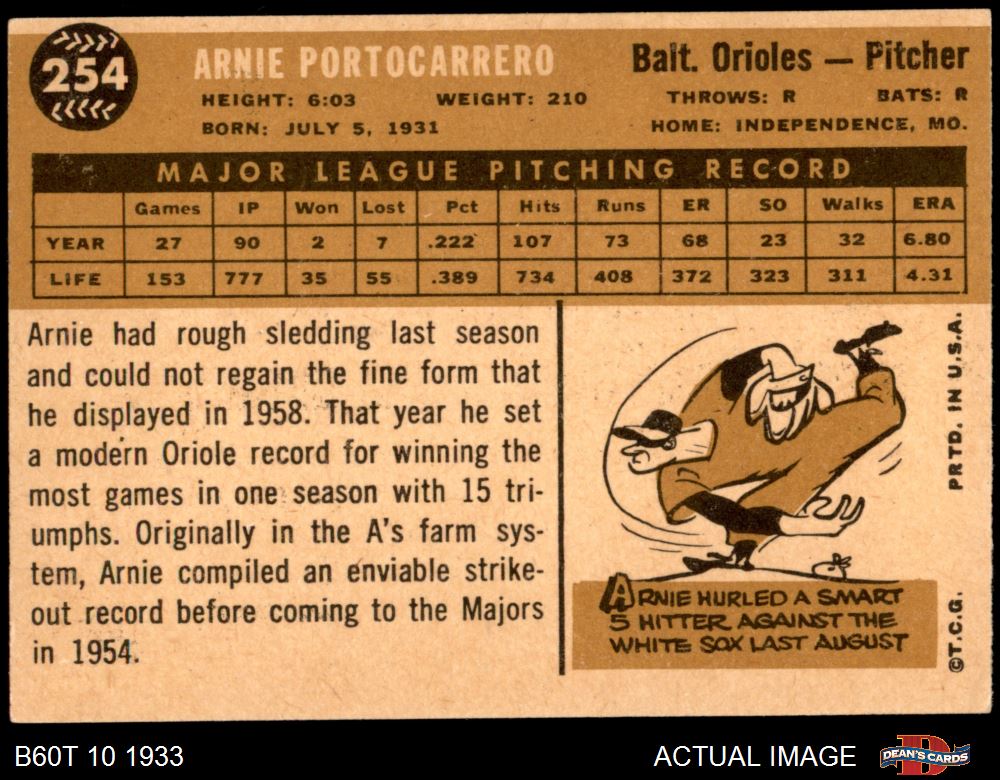 254
ARNIE PORTOCARRERO
Balt. Orioles — Pitcher
HEIGHT: 6:03 WEIGHT: 210 THROWS: R BATS: R
BORN: JULY 5, 1931 HOME: INDEPENDENCE, MO.
MAJOR LEAGUE PITCHING RECORD
Games IP Won Lost Pct Hits Runs ER SO Walks ERA
YEAR 27 90 2 7 .222 107 73 68 23 32 6.80
LIFE 153 777 35 55 .389 734 408 372 323 311 4.31
Arnie had rough sledding last season
and could not regain the fine form that
he displayed in 1958. That year he set
a modern Oriole record for winning the
most games in one season with 15 tri-
umphs. Originally in the A's farm sys-
tem, Arnie compiled an enviable strike-
out record before coming to the Majors
in 1954.
ARNIE HURLED A SMART
5 HITTER AGAINST THE
WHITE SOX LAST AUGUST
©T.C.G. PRTD. IN U.S.A.
B60T 10 1933
ACTUAL IMAGE
DEAN'S CARDS